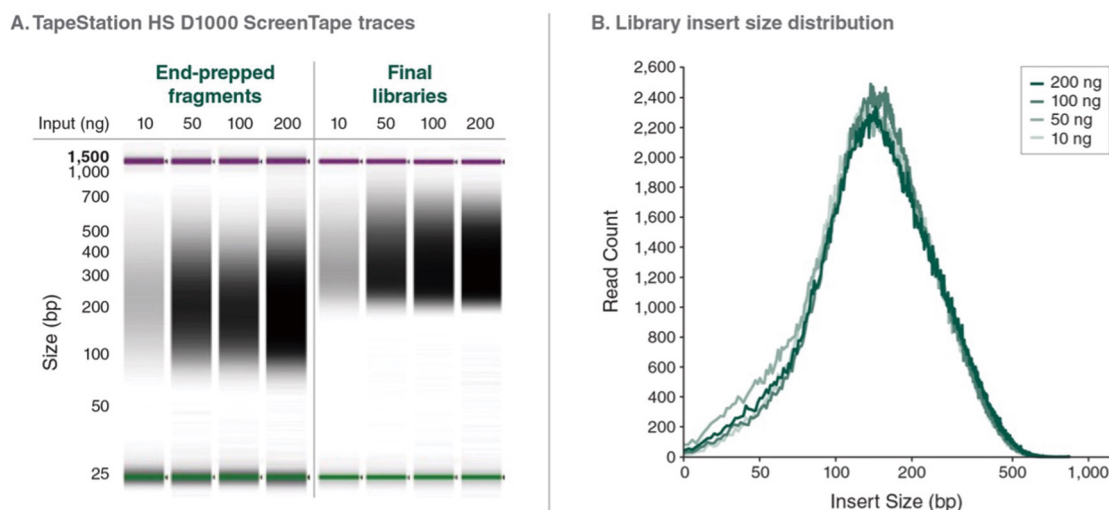 A. TapeStation HS D1000 ScreenTape traces
End-prepped
fragments
Final
libraries
Input (ng) 10 50 100 200 10 50 100 200
1,500
1,000
700
500
400
300
200
100
50
25
Size (bp)
B. Library insert size distribution
2,600
2,400
2,200
2,000
1,800
1,600
1,400
1,200
1,000
800
600
400
200
0
Read Count
200 ng
100 ng
50 ng
10 ng
0 50 100 200 500 1,000
Insert Size (bp)